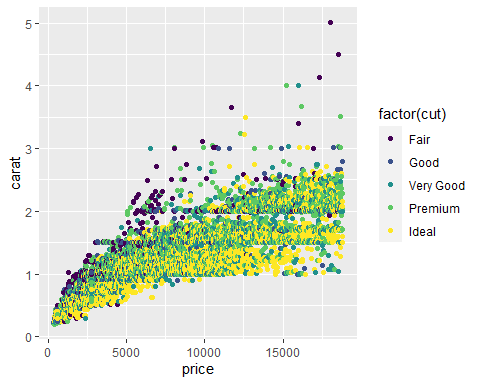 5
4
3
2
1
0
carat
0
5000
10000
15000
price
factor(cut)
Fair
Good
Very Good
Premium
Ideal